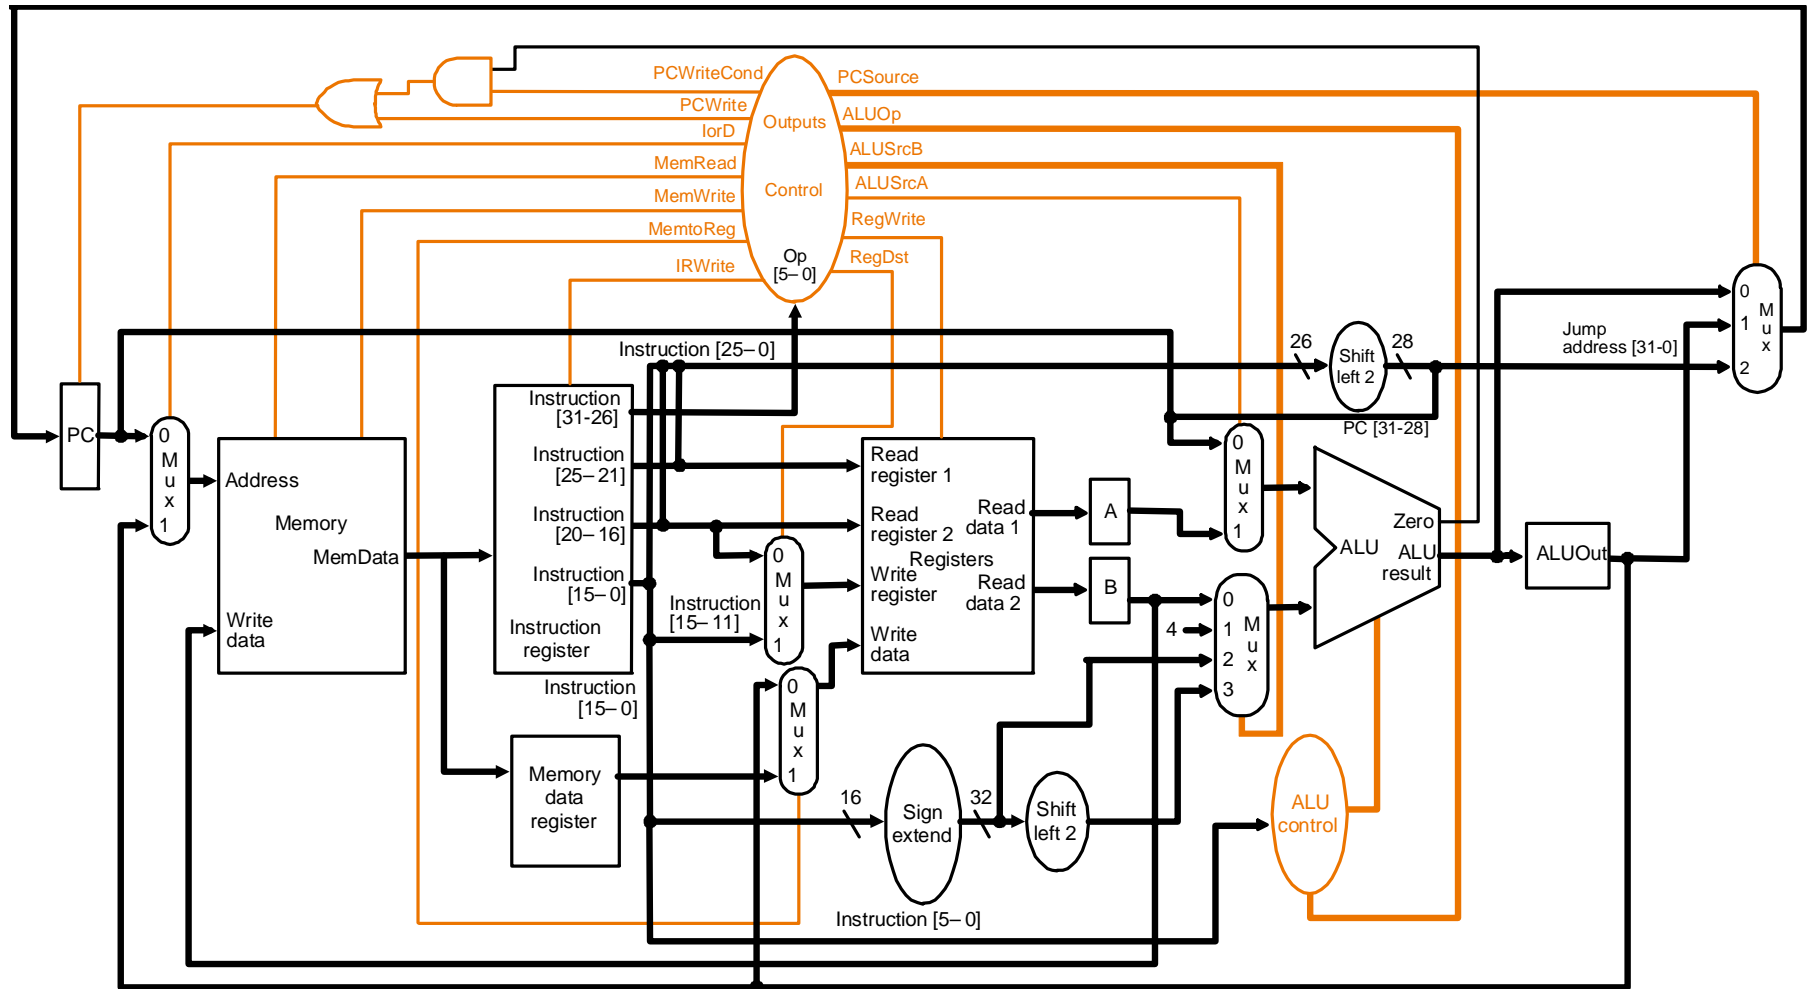 PCWriteCond
PCSource
PCWrite
ALUOp
Outputs
IorD
ALUSrcB
MemRead
ALUSrcA
Control
MemWrite
RegWrite
MemtoReg
Op
[5–0]
RegDst
IRWrite
0
1
2
M
u
x
Jump
address [31-0]
Instruction [25–0]
26
Shift
left 2
28
PC [31-28]
PC
0
M
u
x
1
Address
Memory
MemData
Write
data
Instruction
[31-26]
Instruction
[25–21]
Instruction
[20–16]
Instruction
[15–0]
Instruction
register
Instruction
[15–0]
Instruction
[15–11]
0
M
u
x
1
0
M
u
x
1
Read
register 1
Read
register 2
Registers
Write
register
Write
data
Read
data 1
Read
data 2
A
B
0
M
u
x
1
4
0
1
2
3
M
u
x
Zero
ALU
ALU
result
ALUOut
Memory
data
register
16
Sign
extend
32
Shift
left 2
ALU
control
Instruction [5–0]